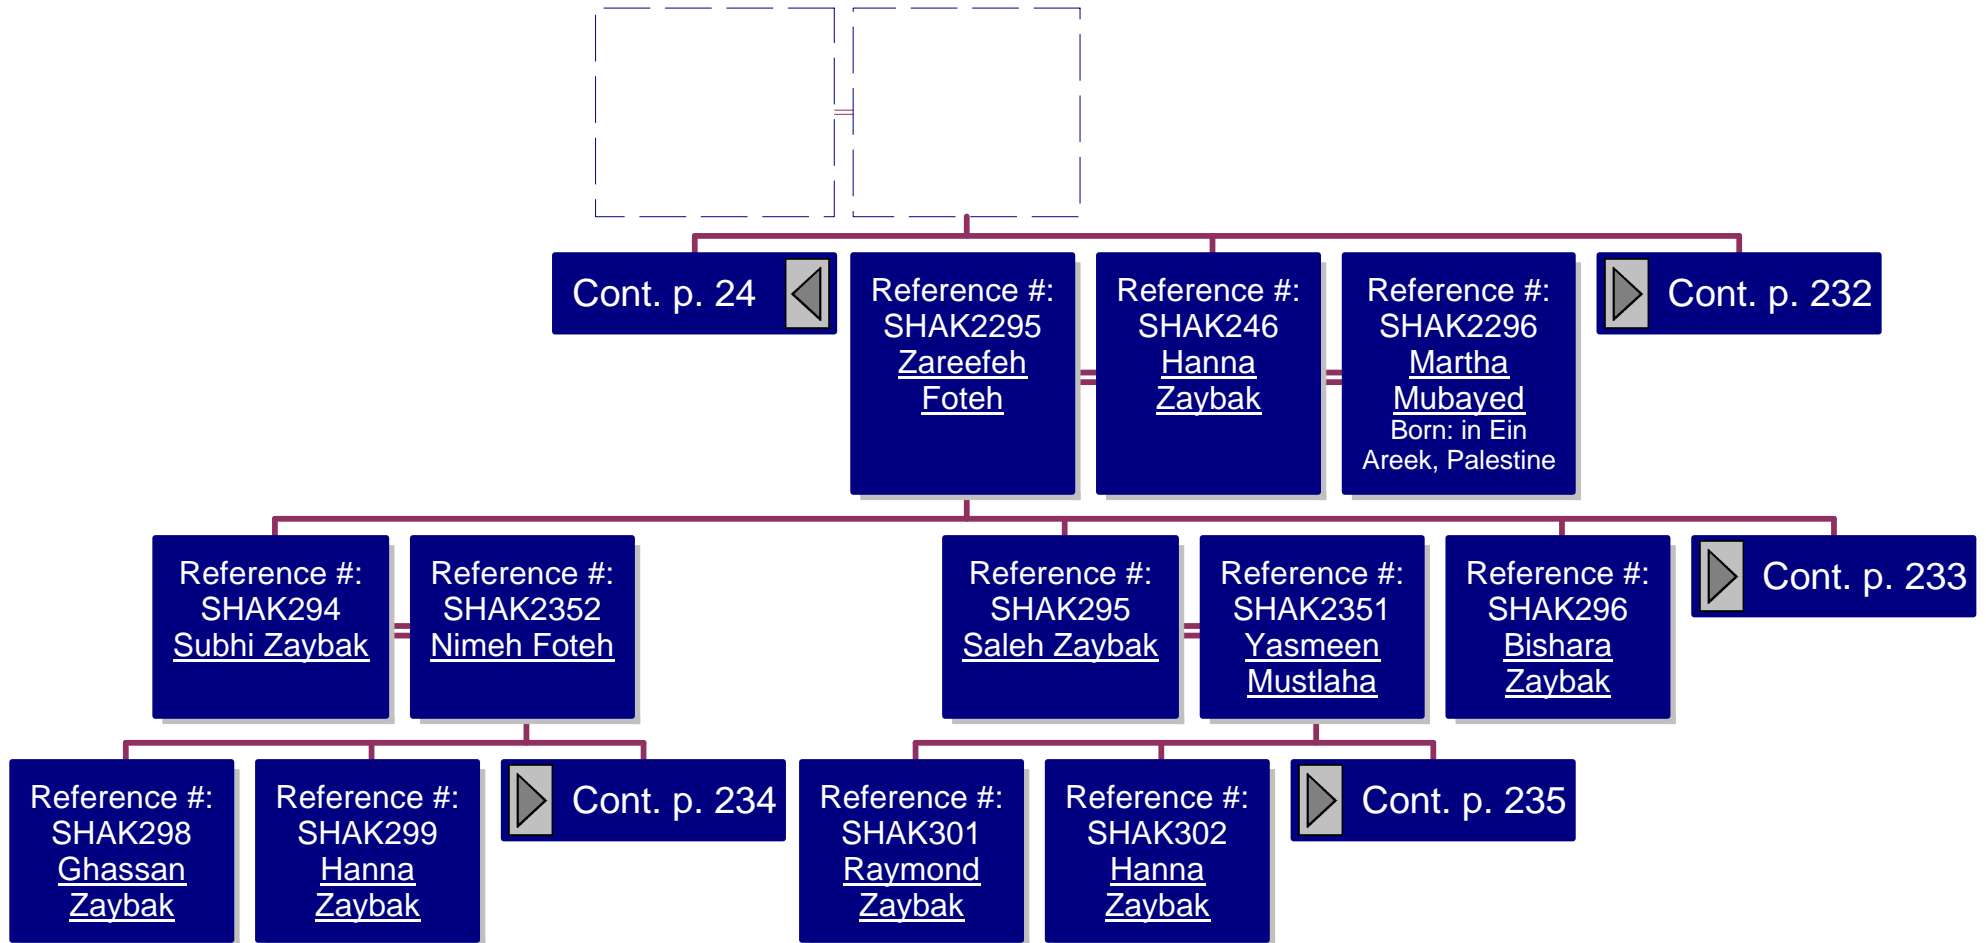 Cont. p. 24
Reference #:
SHAK2295
Zareefeh
Foteh
Reference #:
SHAK246
Hanna
Zaybak
Reference #:
SHAK2296
Martha
Mubayed
Born: in Ein
Areek, Palestine
Cont. p. 232
Reference #:
SHAK294
Subhi Zaybak
Reference #:
SHAK2352
Nimeh Foteh
Reference #:
SHAK295
Saleh Zaybak
Reference #:
SHAK2351
Yasmeen
Mustlaha
Reference #:
SHAK296
Bishara
Zaybak
Cont. p. 233
Reference #:
SHAK298
Ghassan
Zaybak
Reference #:
SHAK299
Hanna
Zaybak
Cont. p. 234
Reference #:
SHAK301
Raymond
Zaybak
Reference #:
SHAK302
Hanna
Zaybak
Cont. p. 235